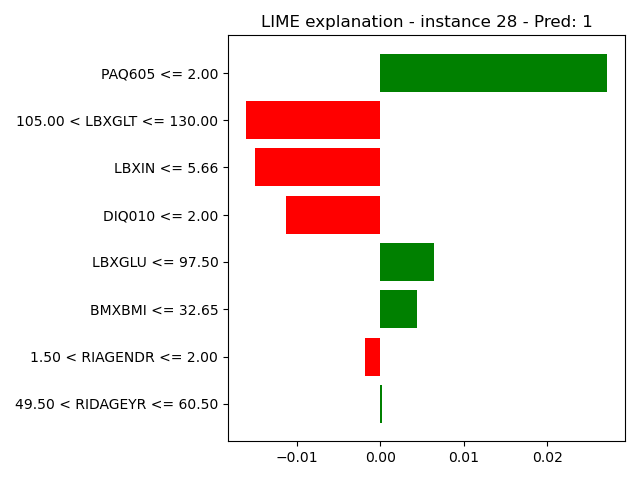 LIME explanation - instance 28 - Pred: 1
PAQ605 <= 2.00
105.00 < LBXGLT <= 130.00
LBXIN <= 5.66
DIQ010 <= 2.00
LBXGLU <= 97.50
BMXBMI <= 32.65
1.50 < RIAGENDR <= 2.00
49.50 < RIDAGEYR <= 60.50
−0.01 0.00 0.01 0.02